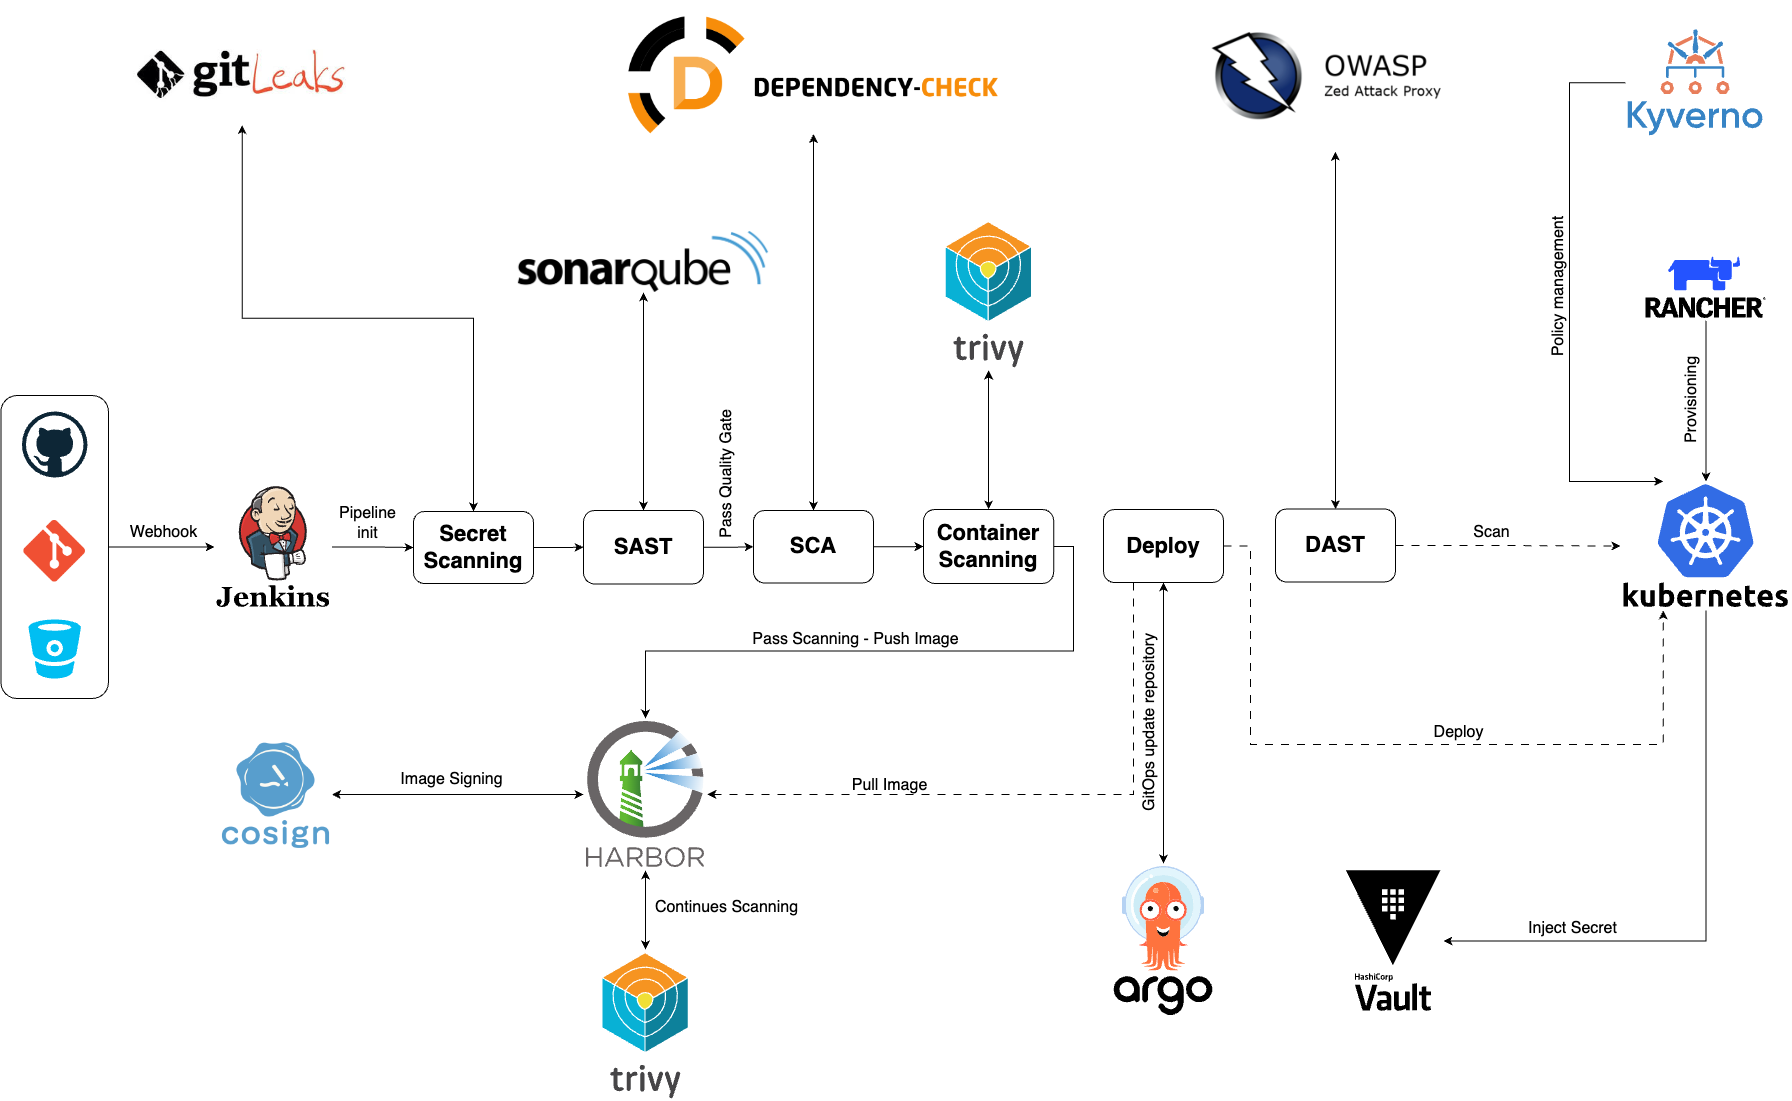 gitLeaks
DEPENDENCY-CHECK
D
OWASP
Zed Attack Proxy
Kyverno
sonarqube
trivy
Policy management
RANCHER
Provisioning
Pass Quality Gate
Webhook
Jenkins
Pipeline
init
Secret
Scanning
SAST
SCA
Container
Scanning
Deploy
DAST
Scan
kubernetes
Pass Scanning - Push Image
GitOps update repository
Deploy
Image Signing
cosign
HARBOR
Pull Image
Continues Scanning
trivy
argo
HashiCorp
Vault
Inject Secret